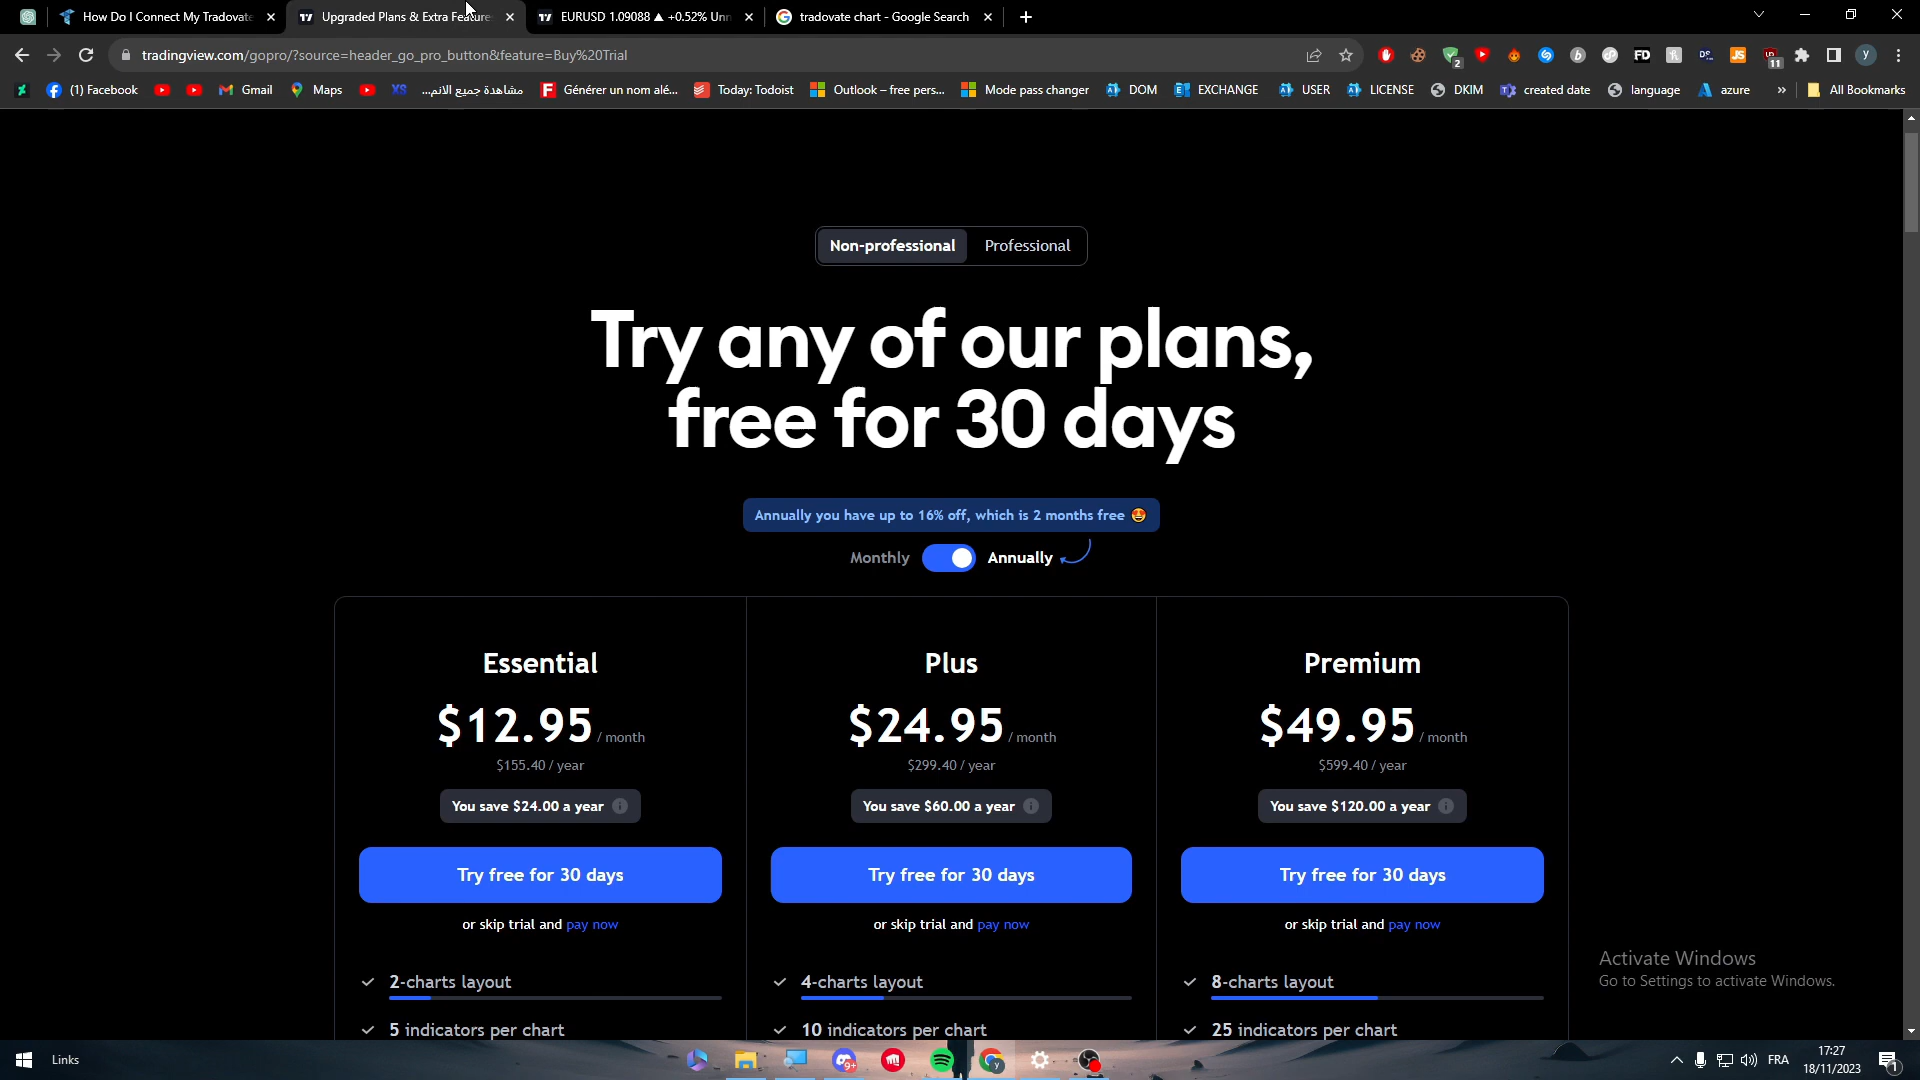 How Do I Connect My Tradovate
Upgraded Plans & Extra Feature
EURUSD 1.09088 ▲ +0.52% Unn
tradovate chart - Google Search
tradingview.com/gopro/?source=header_go_pro_button&feature=Buy%20Trial
(1) Facebook
Gmail
Maps
مشاهدة جميع الانم...
Générer un nom alé...
Today: Todoist
Outlook – free pers...
Mode pass changer
DOM
EXCHANGE
USER
LICENSE
DKIM
created date
language
azure
»
All Bookmarks
Non-professional
Professional
Try any of our plans,
free for 30 days
Annually you have up to 16% off, which is 2 months free 🤩
Monthly
Annually
Essential
$12.95 / month
$155.40 / year
You save $24.00 a year
Try free for 30 days
or skip trial and pay now
2-charts layout
5 indicators per chart
Plus
$24.95 / month
$299.40 / year
You save $60.00 a year
Try free for 30 days
or skip trial and pay now
4-charts layout
10 indicators per chart
Premium
$49.95 / month
$599.40 / year
You save $120.00 a year
Try free for 30 days
or skip trial and pay now
8-charts layout
25 indicators per chart
Activate Windows
Go to Settings to activate Windows.
Links
FRA
17:27
18/11/2023